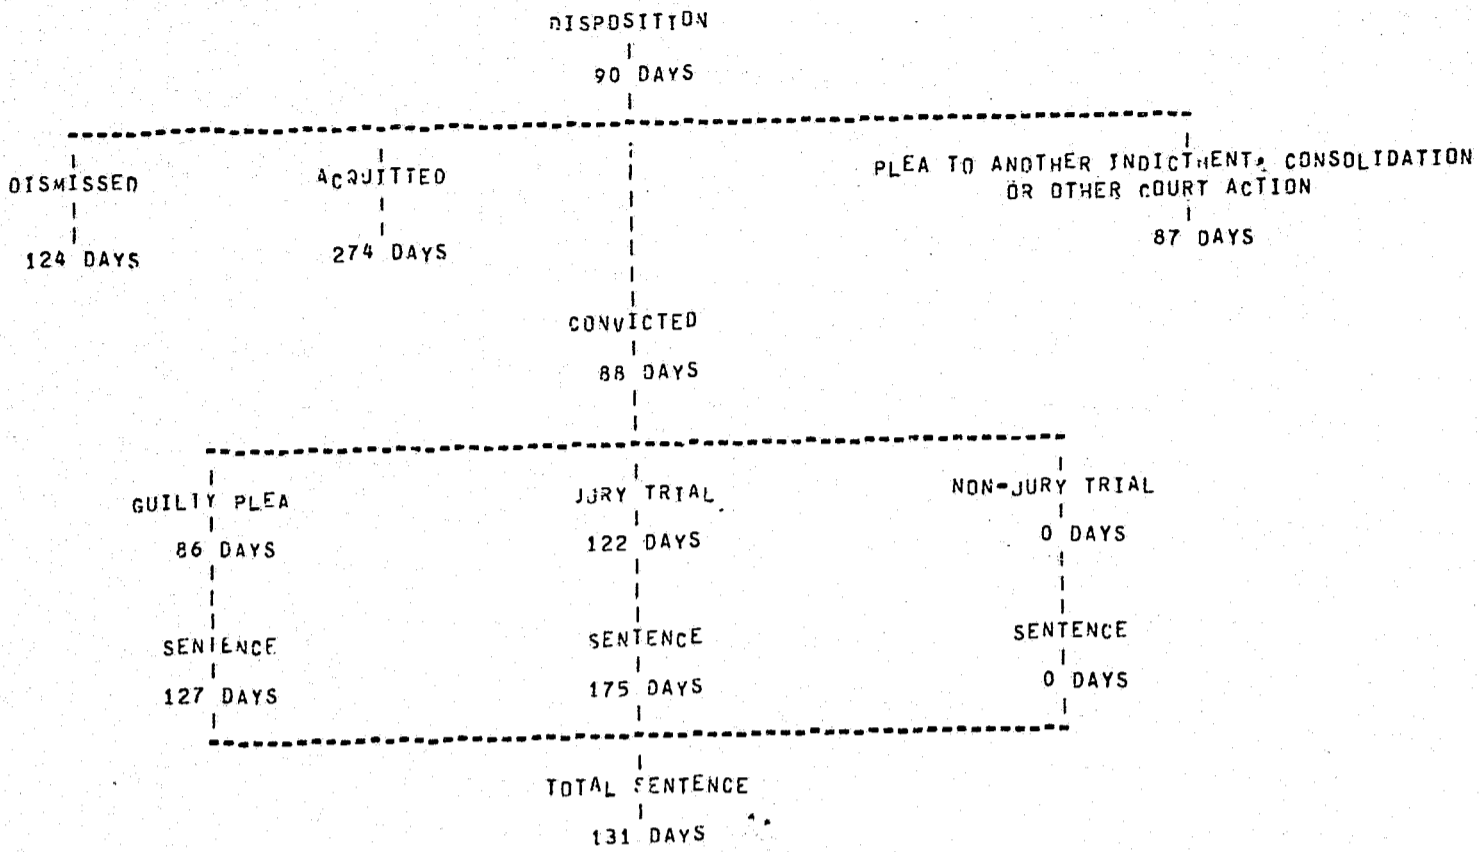 DISPOSITION
90 DAYS
DISMISSED
ACQUITTED
PLEA TO ANOTHER INDICTMENT, CONSOLIDATION
OR OTHER COURT ACTION
124 DAYS
274 DAYS
87 DAYS
CONVICTED
88 DAYS
GUILTY PLEA
JURY TRIAL
NON-JURY TRIAL
86 DAYS
122 DAYS
0 DAYS
SENTENCE
SENTENCE
SENTENCE
127 DAYS
175 DAYS
0 DAYS
TOTAL SENTENCE
131 DAYS